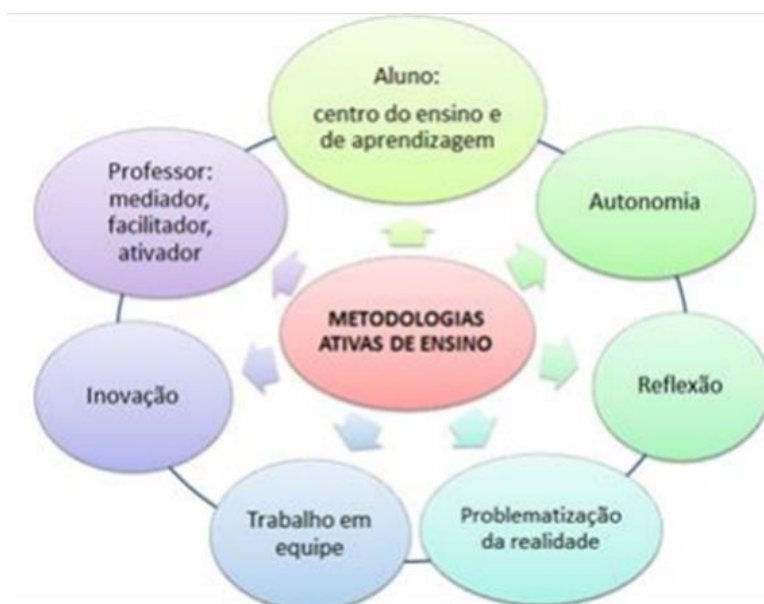 Aluno:
centro do ensino e
de aprendizagem
Autonomia
Reflexão
Problematização
da realidade
Trabalho em
equipe
Inovação
Professor:
mediador,
facilitador,
ativador
METODOLOGIAS
ATIVAS DE ENSINO